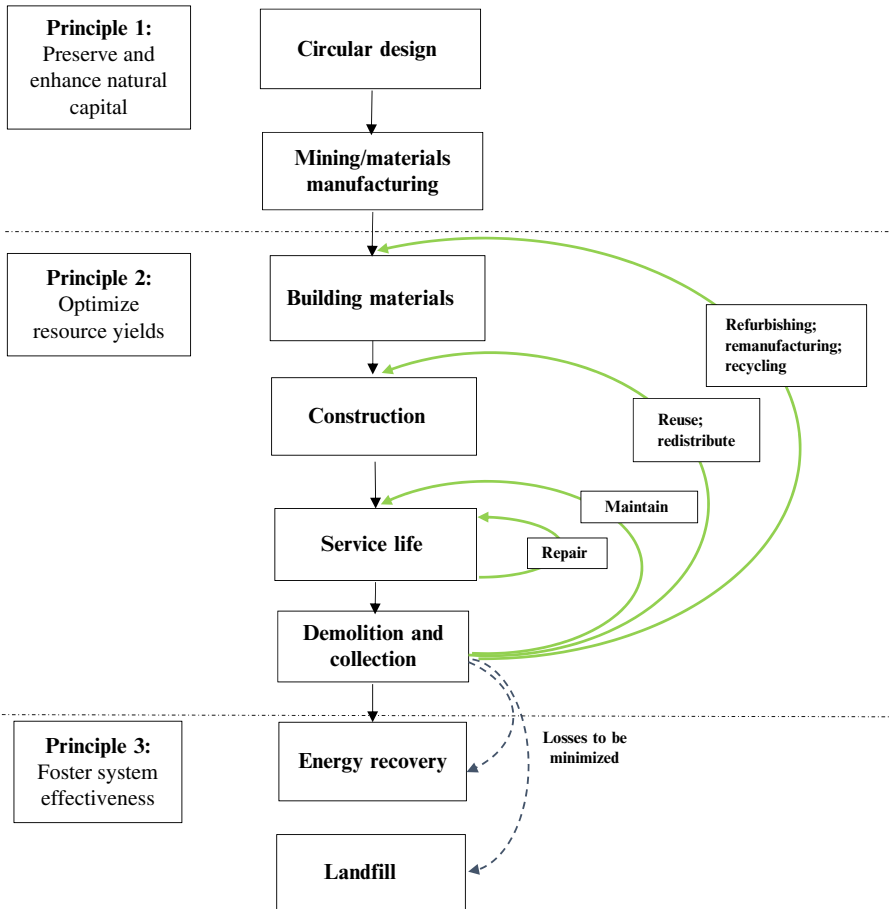 Principle 1:
Preserve and
enhance natural
capital
Circular design
Mining/materials
manufacturing
Principle 2:
Optimize
resource yields
Building materials
Refurbishing;
remanufacturing;
recycling
Construction
Reuse;
redistribute
Maintain
Service life
Repair
Demolition and
collection
Principle 3:
Foster system
effectiveness
Energy recovery
Losses to be
minimized
Landfill